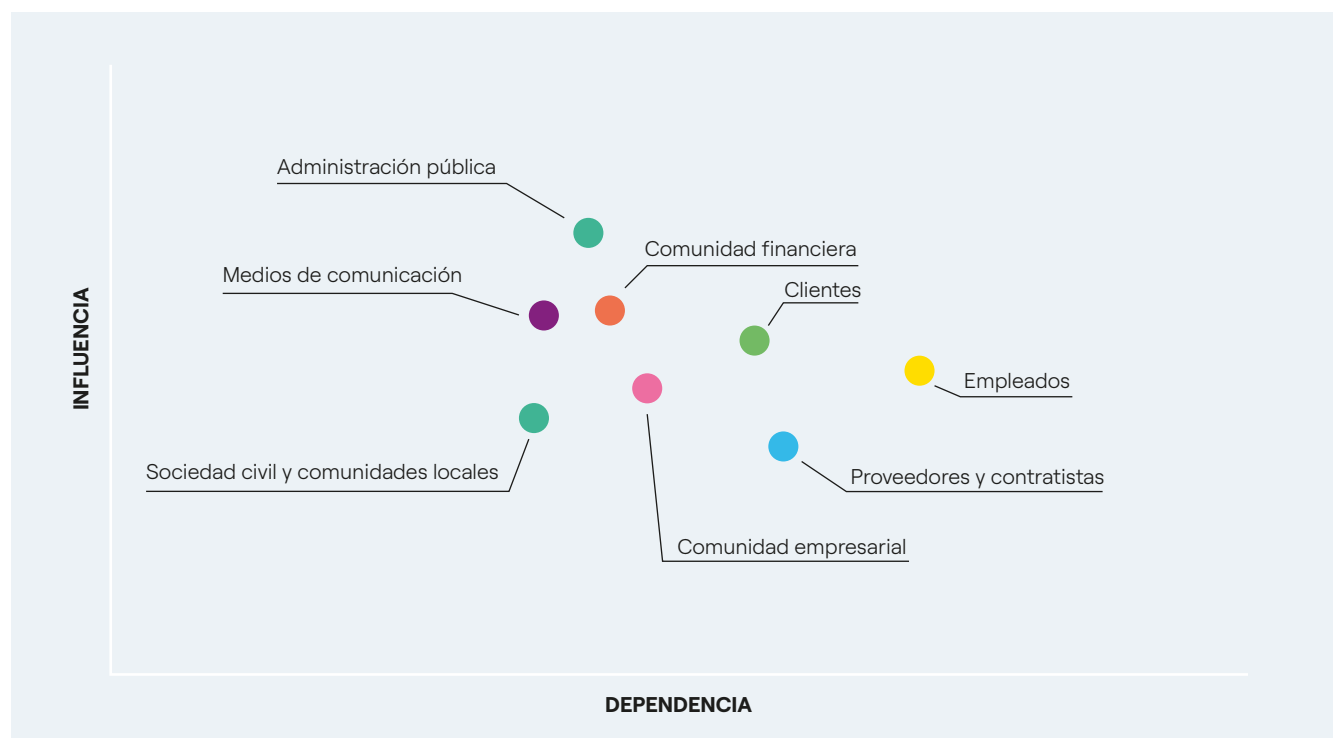 Administración pública
Comunidad financiera
Medios de comunicación
Clientes
INFLUENCIA
Empleados
Sociedad civil y comunidades locales
Proveedores y contratistas
Comunidad empresarial
DEPENDENCIA